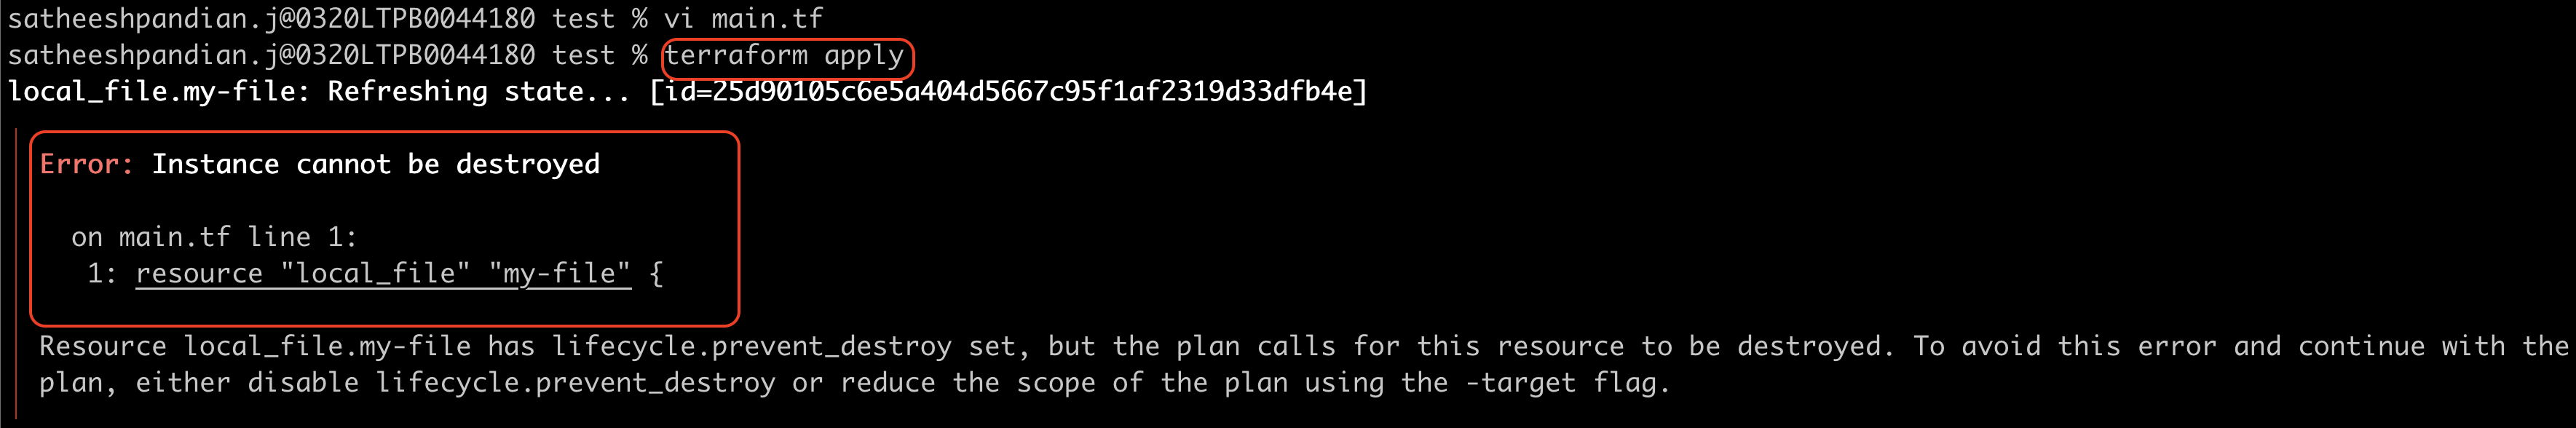 satheeshpandian.j@0320LTPB0044180 test % vi main.tf
satheeshpandian.j@0320LTPB0044180 test % terraform apply
local_file.my-file: Refreshing state... [id=25d90105c6e5a404d5667c95f1af2319d33dfb4e]
Error: Instance cannot be destroyed
on main.tf line 1:
1: resource "local_file" "my-file" {
Resource local_file.my-file has lifecycle.prevent_destroy set, but the plan calls for this resource to be destroyed. To avoid this error and continue with the
plan, either disable lifecycle.prevent_destroy or reduce the scope of the plan using the -target flag.